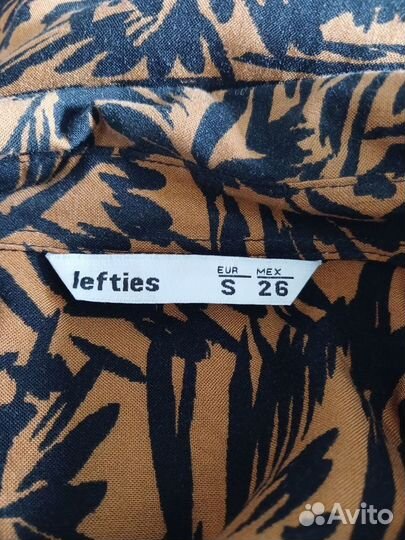 lefties
EUR MEX
S 26
Avito